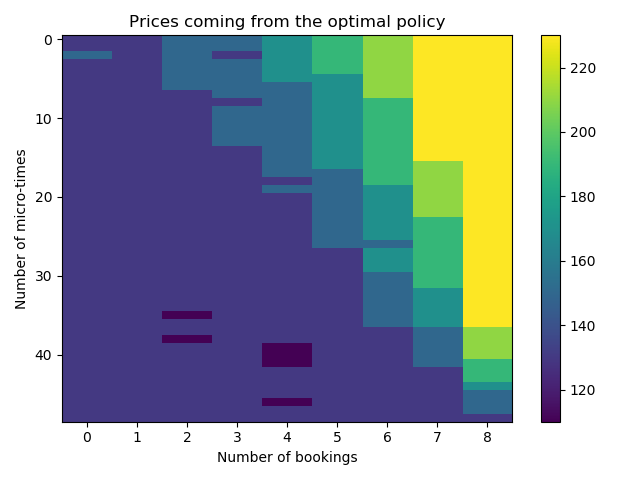 Prices coming from the optimal policy
Number of micro-times
0
10
20
30
40
0 1 2 3 4 5 6 7 8
Number of bookings
220
200
180
160
140
120